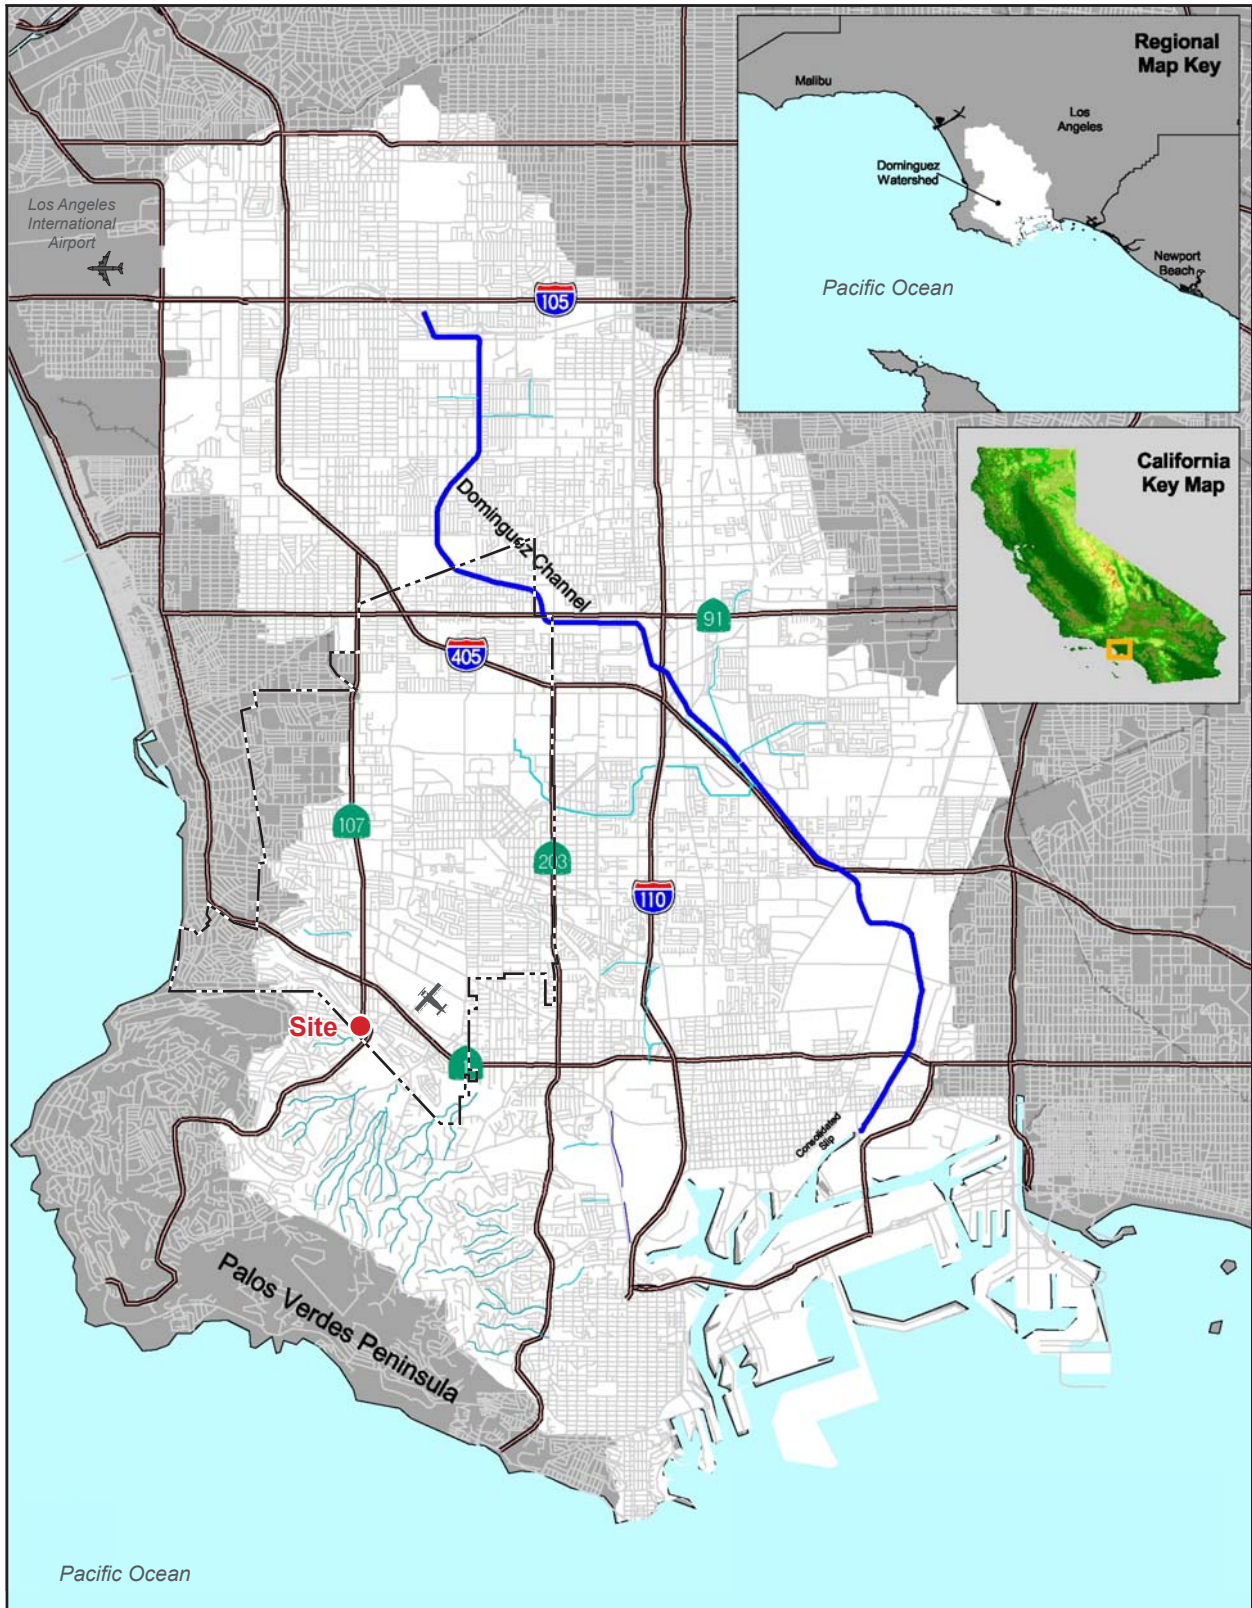 Regional
Map Key
Malibu
Los
Angeles
Dominguez
Watershed
Newport
Beach
Pacific Ocean
Los Angeles
International
Airport
105
California
Key Map
Dominguez Channel
91
405
107
203
110
Site
1
Consolidated
Slip
Palos Verdes Peninsula
Pacific Ocean